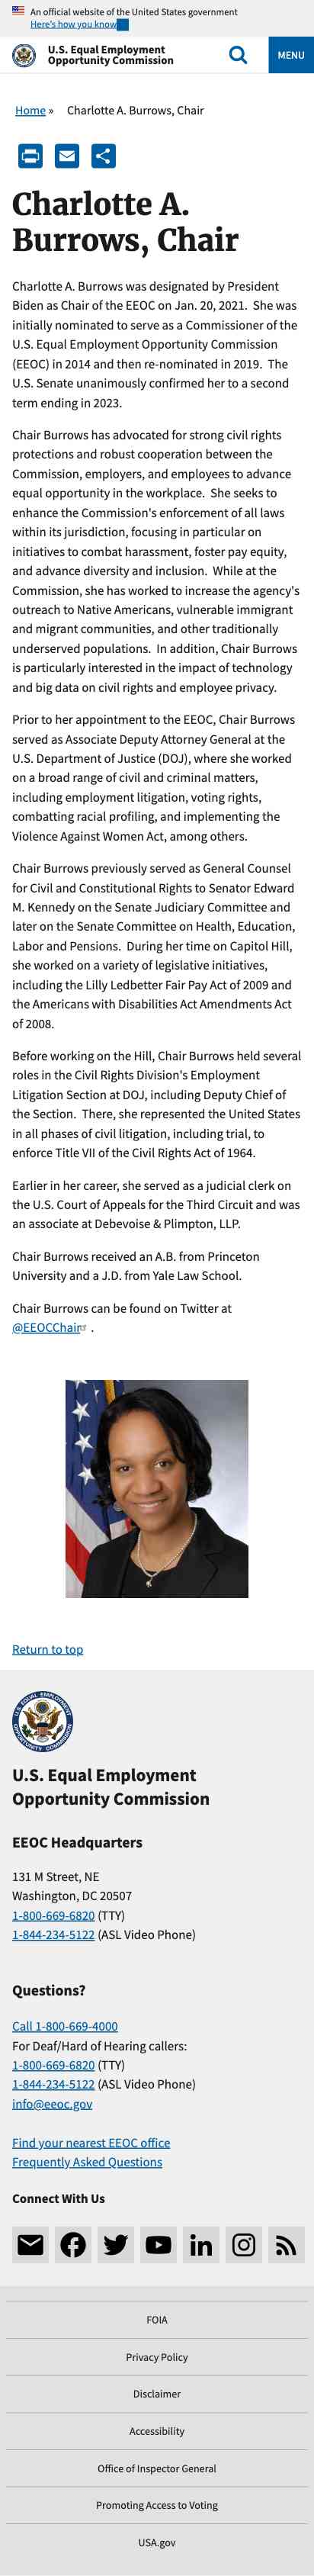 An official website of the United States government
Here's how you know
U.S. Equal Employment
Opportunity Commission
MENU
Home » Charlotte A. Burrows, Chair
Charlotte A.
Burrows, Chair
Charlotte A. Burrows was designated by President
Biden as Chair of the EEOC on Jan. 20, 2021.  She was
initially nominated to serve as a Commissioner of the
U.S. Equal Employment Opportunity Commission
(EEOC) in 2014 and then re-nominated in 2019.  The
U.S. Senate unanimously confirmed her to a second
term ending in 2023.
Chair Burrows has advocated for strong civil rights
protections and robust cooperation between the
Commission, employers, and employees to advance
equal opportunity in the workplace.  She seeks to
enhance the Commission's enforcement of all laws
within its jurisdiction, focusing in particular on
initiatives to combat harassment, foster pay equity,
and advance diversity and inclusion.  While at the
Commission, she has worked to increase the agency's
outreach to Native Americans, vulnerable immigrant
and migrant communities, and other traditionally
underserved populations.  In addition, Chair Burrows
is particularly interested in the impact of technology
and big data on civil rights and employee privacy.
Prior to her appointment to the EEOC, Chair Burrows
served as Associate Deputy Attorney General at the
U.S. Department of Justice (DOJ), where she worked
on a broad range of civil and criminal matters,
including employment litigation, voting rights,
combatting racial profiling, and implementing the
Violence Against Women Act, among others.
Chair Burrows previously served as General Counsel
for Civil and Constitutional Rights to Senator Edward
M. Kennedy on the Senate Judiciary Committee and
later on the Senate Committee on Health, Education,
Labor and Pensions.  During her time on Capitol Hill,
she worked on a variety of legislative initiatives,
including the Lilly Ledbetter Fair Pay Act of 2009 and
the Americans with Disabilities Act Amendments Act
of 2008.
Before working on the Hill, Chair Burrows held several
roles in the Civil Rights Division's Employment
Litigation Section at DOJ, including Deputy Chief of
the Section.  There, she represented the United States
in all phases of civil litigation, including trial, to
enforce Title VII of the Civil Rights Act of 1964.
Earlier in her career, she served as a judicial clerk on
the U.S. Court of Appeals for the Third Circuit and was
an associate at Debevoise & Plimpton, LLP.
Chair Burrows received an A.B. from Princeton
University and a J.D. from Yale Law School.
Chair Burrows can be found on Twitter at
@EEOCChair .
Return to top
U.S. EQUAL EMPLOYMENT OPPORTUNITY COMMISSION
U.S. Equal Employment
Opportunity Commission
EEOC Headquarters
131 M Street, NE
Washington, DC 20507
1-800-669-6820 (TTY)
1-844-234-5122 (ASL Video Phone)
Questions?
Call 1-800-669-4000
For Deaf/Hard of Hearing callers:
1-800-669-6820 (TTY)
1-844-234-5122 (ASL Video Phone)
info@eeoc.gov
Find your nearest EEOC office
Frequently Asked Questions
Connect With Us
FOIA
Privacy Policy
Disclaimer
Accessibility
Office of Inspector General
Promoting Access to Voting
USA.gov